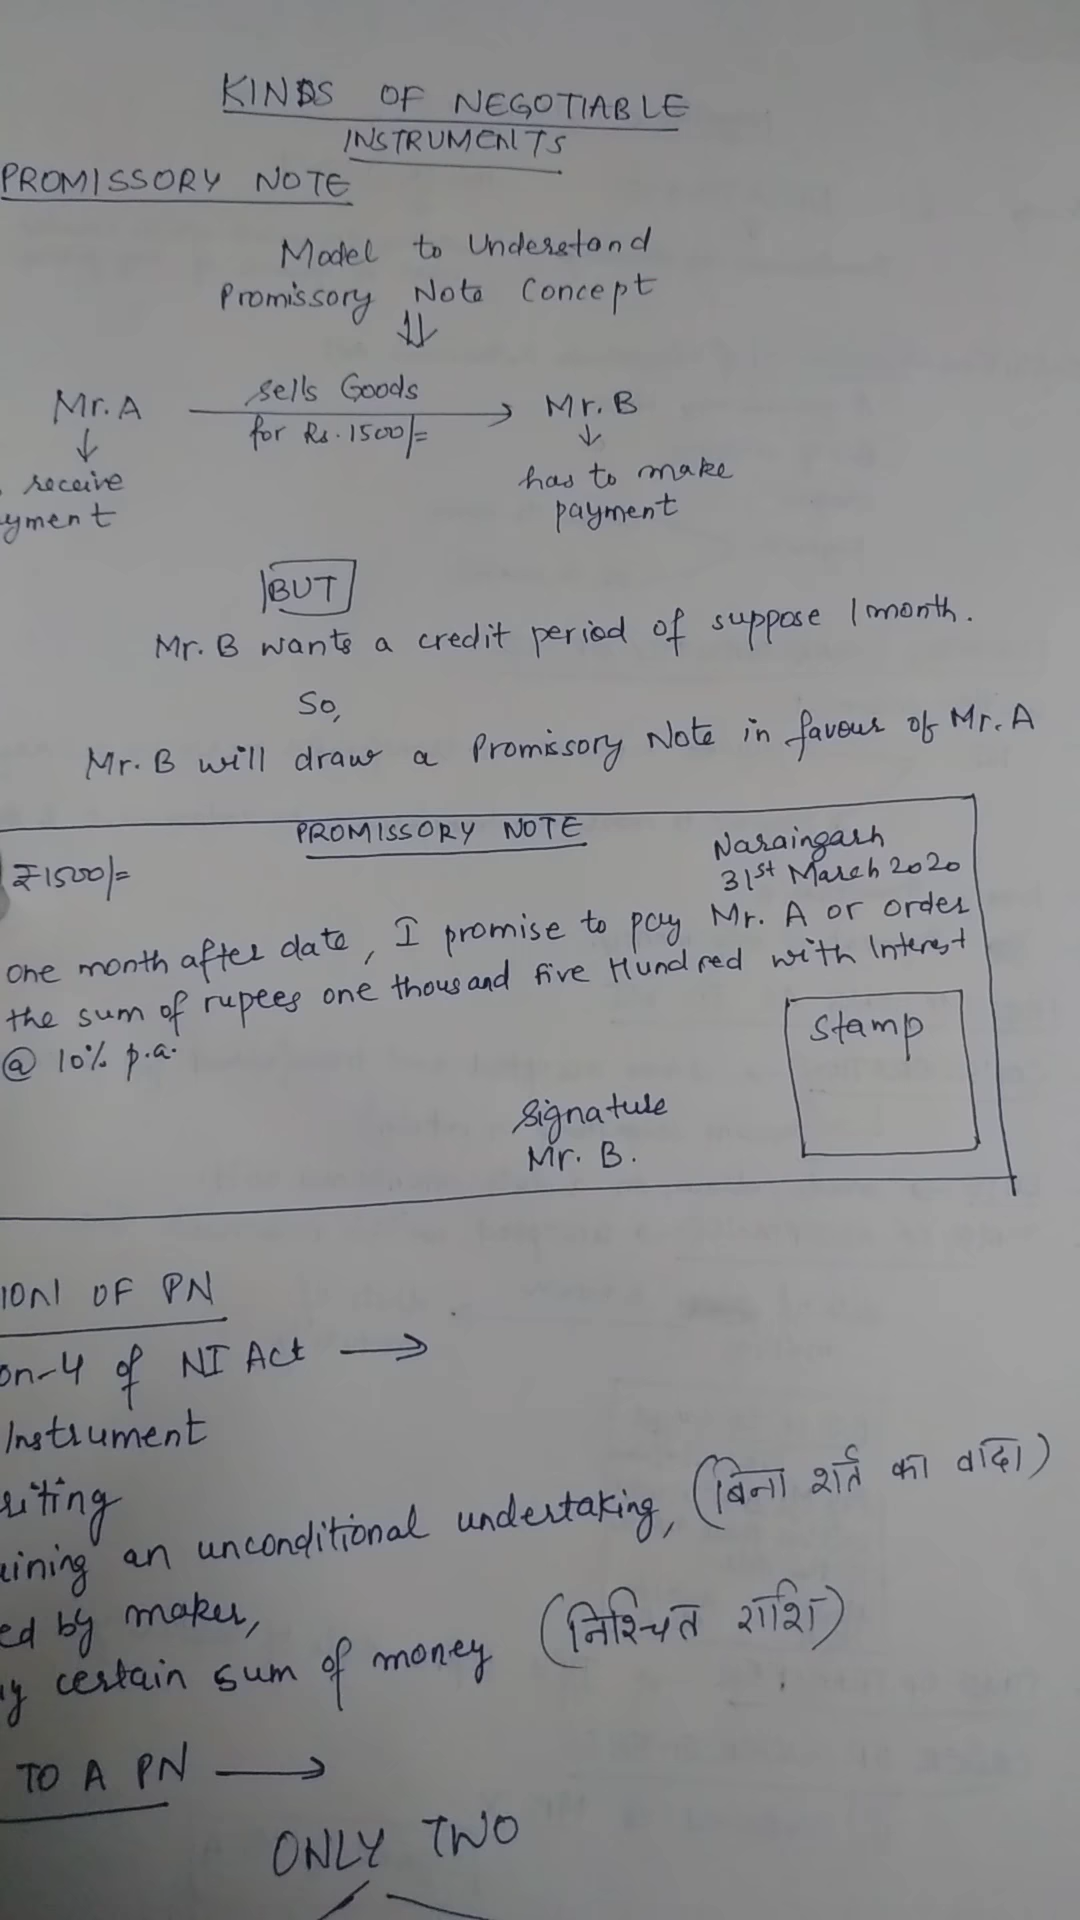 KINDS OF NEGOTIABLE
INSTRUMENTS
PROMISSORY NOTE
Model to Understand
Promissory Note Concept
Mr. A sells Goods Mr. B
for Rs. 1500/=
receive
yment
has to make
payment
BUT
Mr. B wants a credit period of suppose 1 month.
So,
Mr. B will draw a Promissory Note in favour of Mr. A
PROMISSORY NOTE
Naraingarh
₹1500/=
31st March 2020
one month after date, I promise to pay Mr. A or order
the sum of rupees one thousand five Hundred with Interest
@ 10% p.a.
Stamp
Signature
Mr. B.
ION OF PN
on-4 of NI Act
Instrument
riting
aining an unconditional undertaking, (बिना शर्त का वादा)
ed by maker,
y certain sum of money (निश्चित राशि)
TO A PN
ONLY TWO